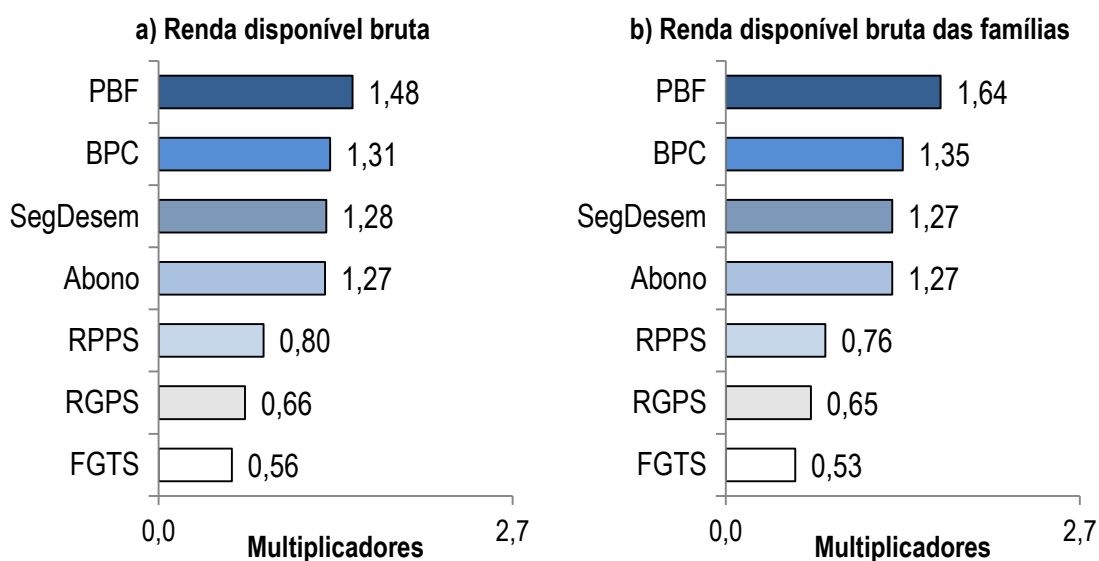 a) Renda disponível bruta
PBF 1,48
BPC 1,31
SegDesem 1,28
Abono 1,27
RPPS 0,80
RGPS 0,66
FGTS 0,56
0,0 2,7
Multiplicadores
b) Renda disponível bruta das famílias
PBF 1,64
BPC 1,35
SegDesem 1,27
Abono 1,27
RPPS 0,76
RGPS 0,65
FGTS 0,53
0,0 2,7
Multiplicadores